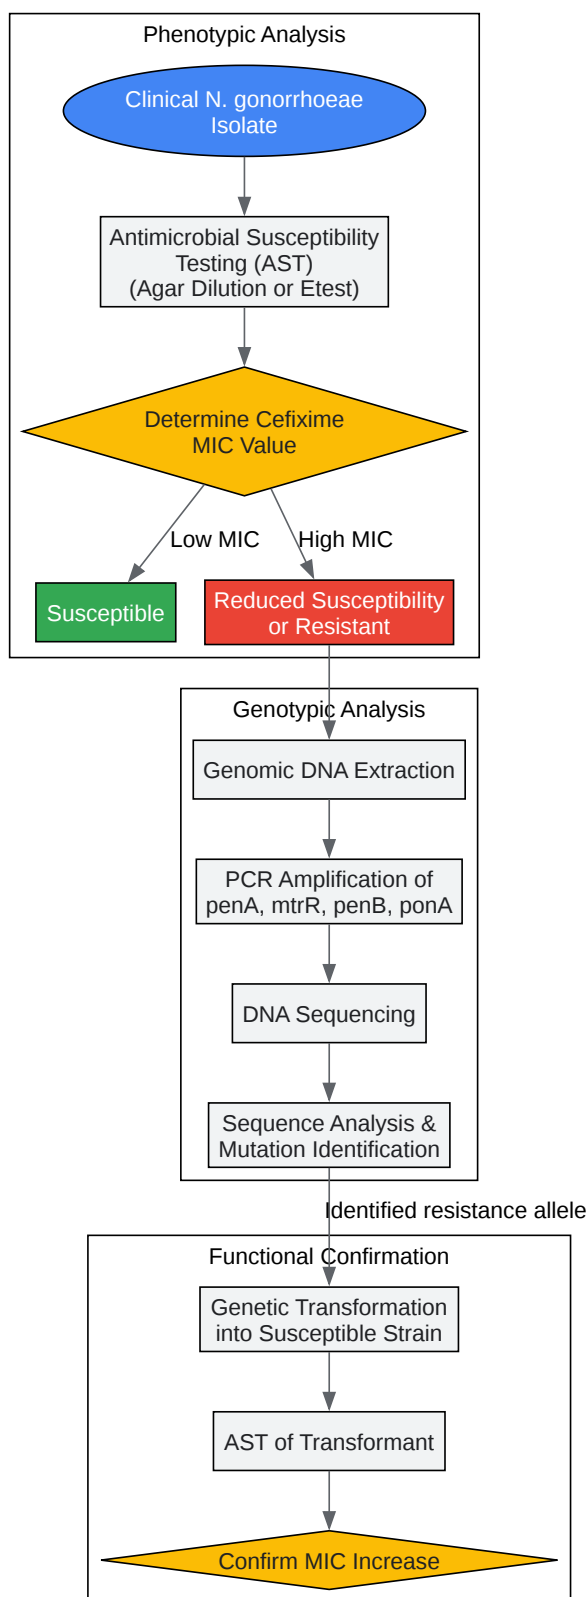 Phenotypic Analysis
Clinical N. gonorrhoeae
Isolate
Antimicrobial Susceptibility
Testing (AST)
(Agar Dilution or Etest)
Determine Cefixime
MIC Value
Low MIC
High MIC
Susceptible
Reduced Susceptibility
or Resistant
Genotypic Analysis
Genomic DNA Extraction
PCR Amplification of
penA, mtrR, penB, ponA
DNA Sequencing
Sequence Analysis &
Mutation Identification
Identified resistance allele
Functional Confirmation
Genetic Transformation
into Susceptible Strain
AST of Transformant
Confirm MIC Increase